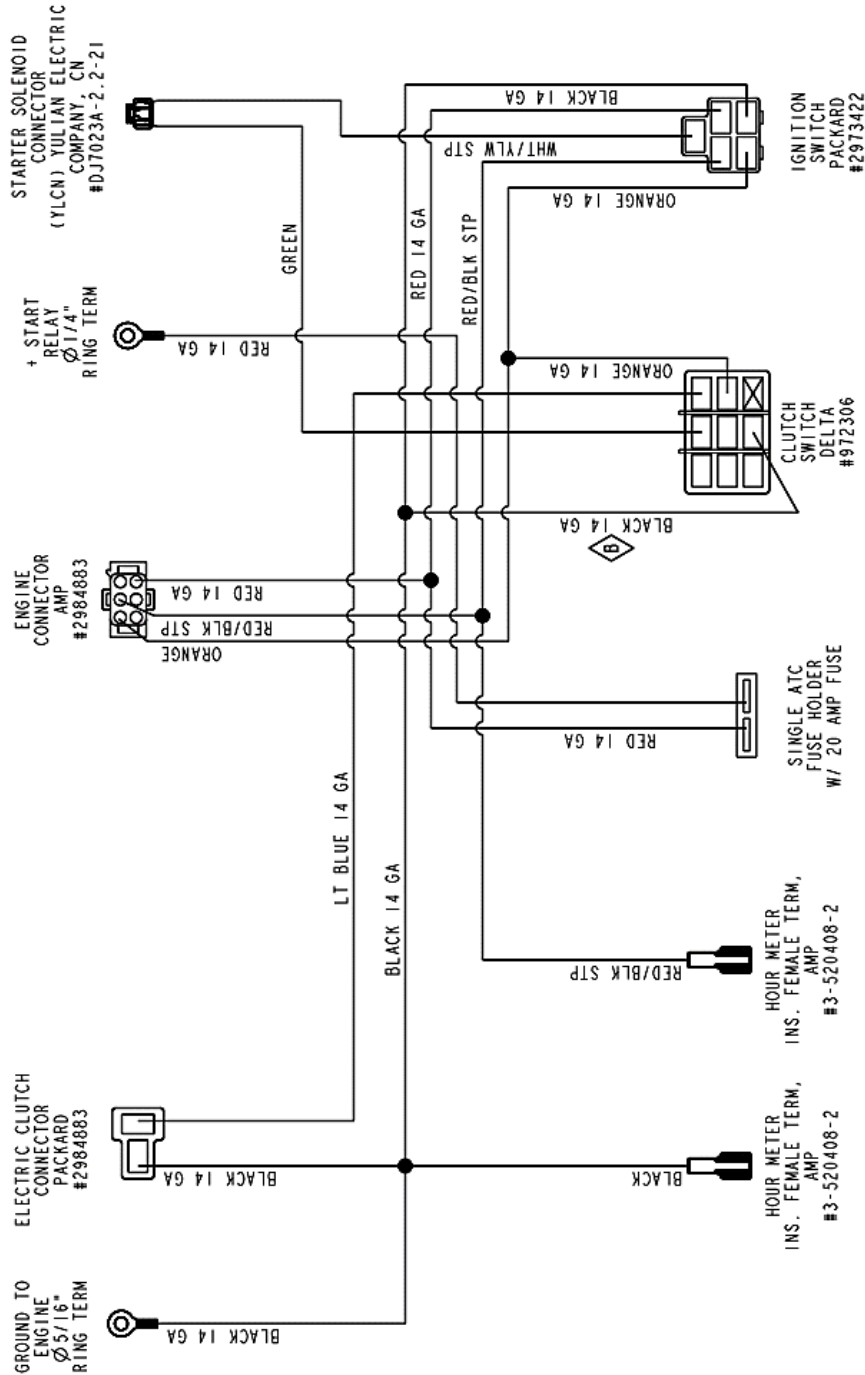 STARTER SOLENOID
CONNECTOR
(YLCN) YULIAN ELECTRIC
COMPANY, CN
#DJ7023A-2.2-21
+ START
RELAY
Ø1/4"
RING TERM
ENGINE
CONNECTOR
AMP
#2984883
ELECTRIC CLUTCH
CONNECTOR
PACKARD
#2984883
GROUND TO
ENGINE
Ø5/16"
RING TERM
GREEN
RED 14 GA
RED 14 GA
RED/BLK STP
ORANGE
LT BLUE 14 GA
BLACK 14 GA
BLACK 14 GA
BLACK 14 GA
RED 14 GA
RED/BLK STP
BLACK 14 GA
WHT/YLW STP
ORANGE 14 GA
ORANGE 14 GA
BLACK 14 GA
B
RED 14 GA
RED/BLK STP
BLACK
IGNITION
SWITCH
PACKARD
#2973422
CLUTCH
SWITCH
DELTA
#972306
SINGLE ATC
FUSE HOLDER
W/ 20 AMP FUSE
HOUR METER
INS. FEMALE TERM,
AMP
#3-520408-2
HOUR METER
INS. FEMALE TERM,
AMP
#3-520408-2